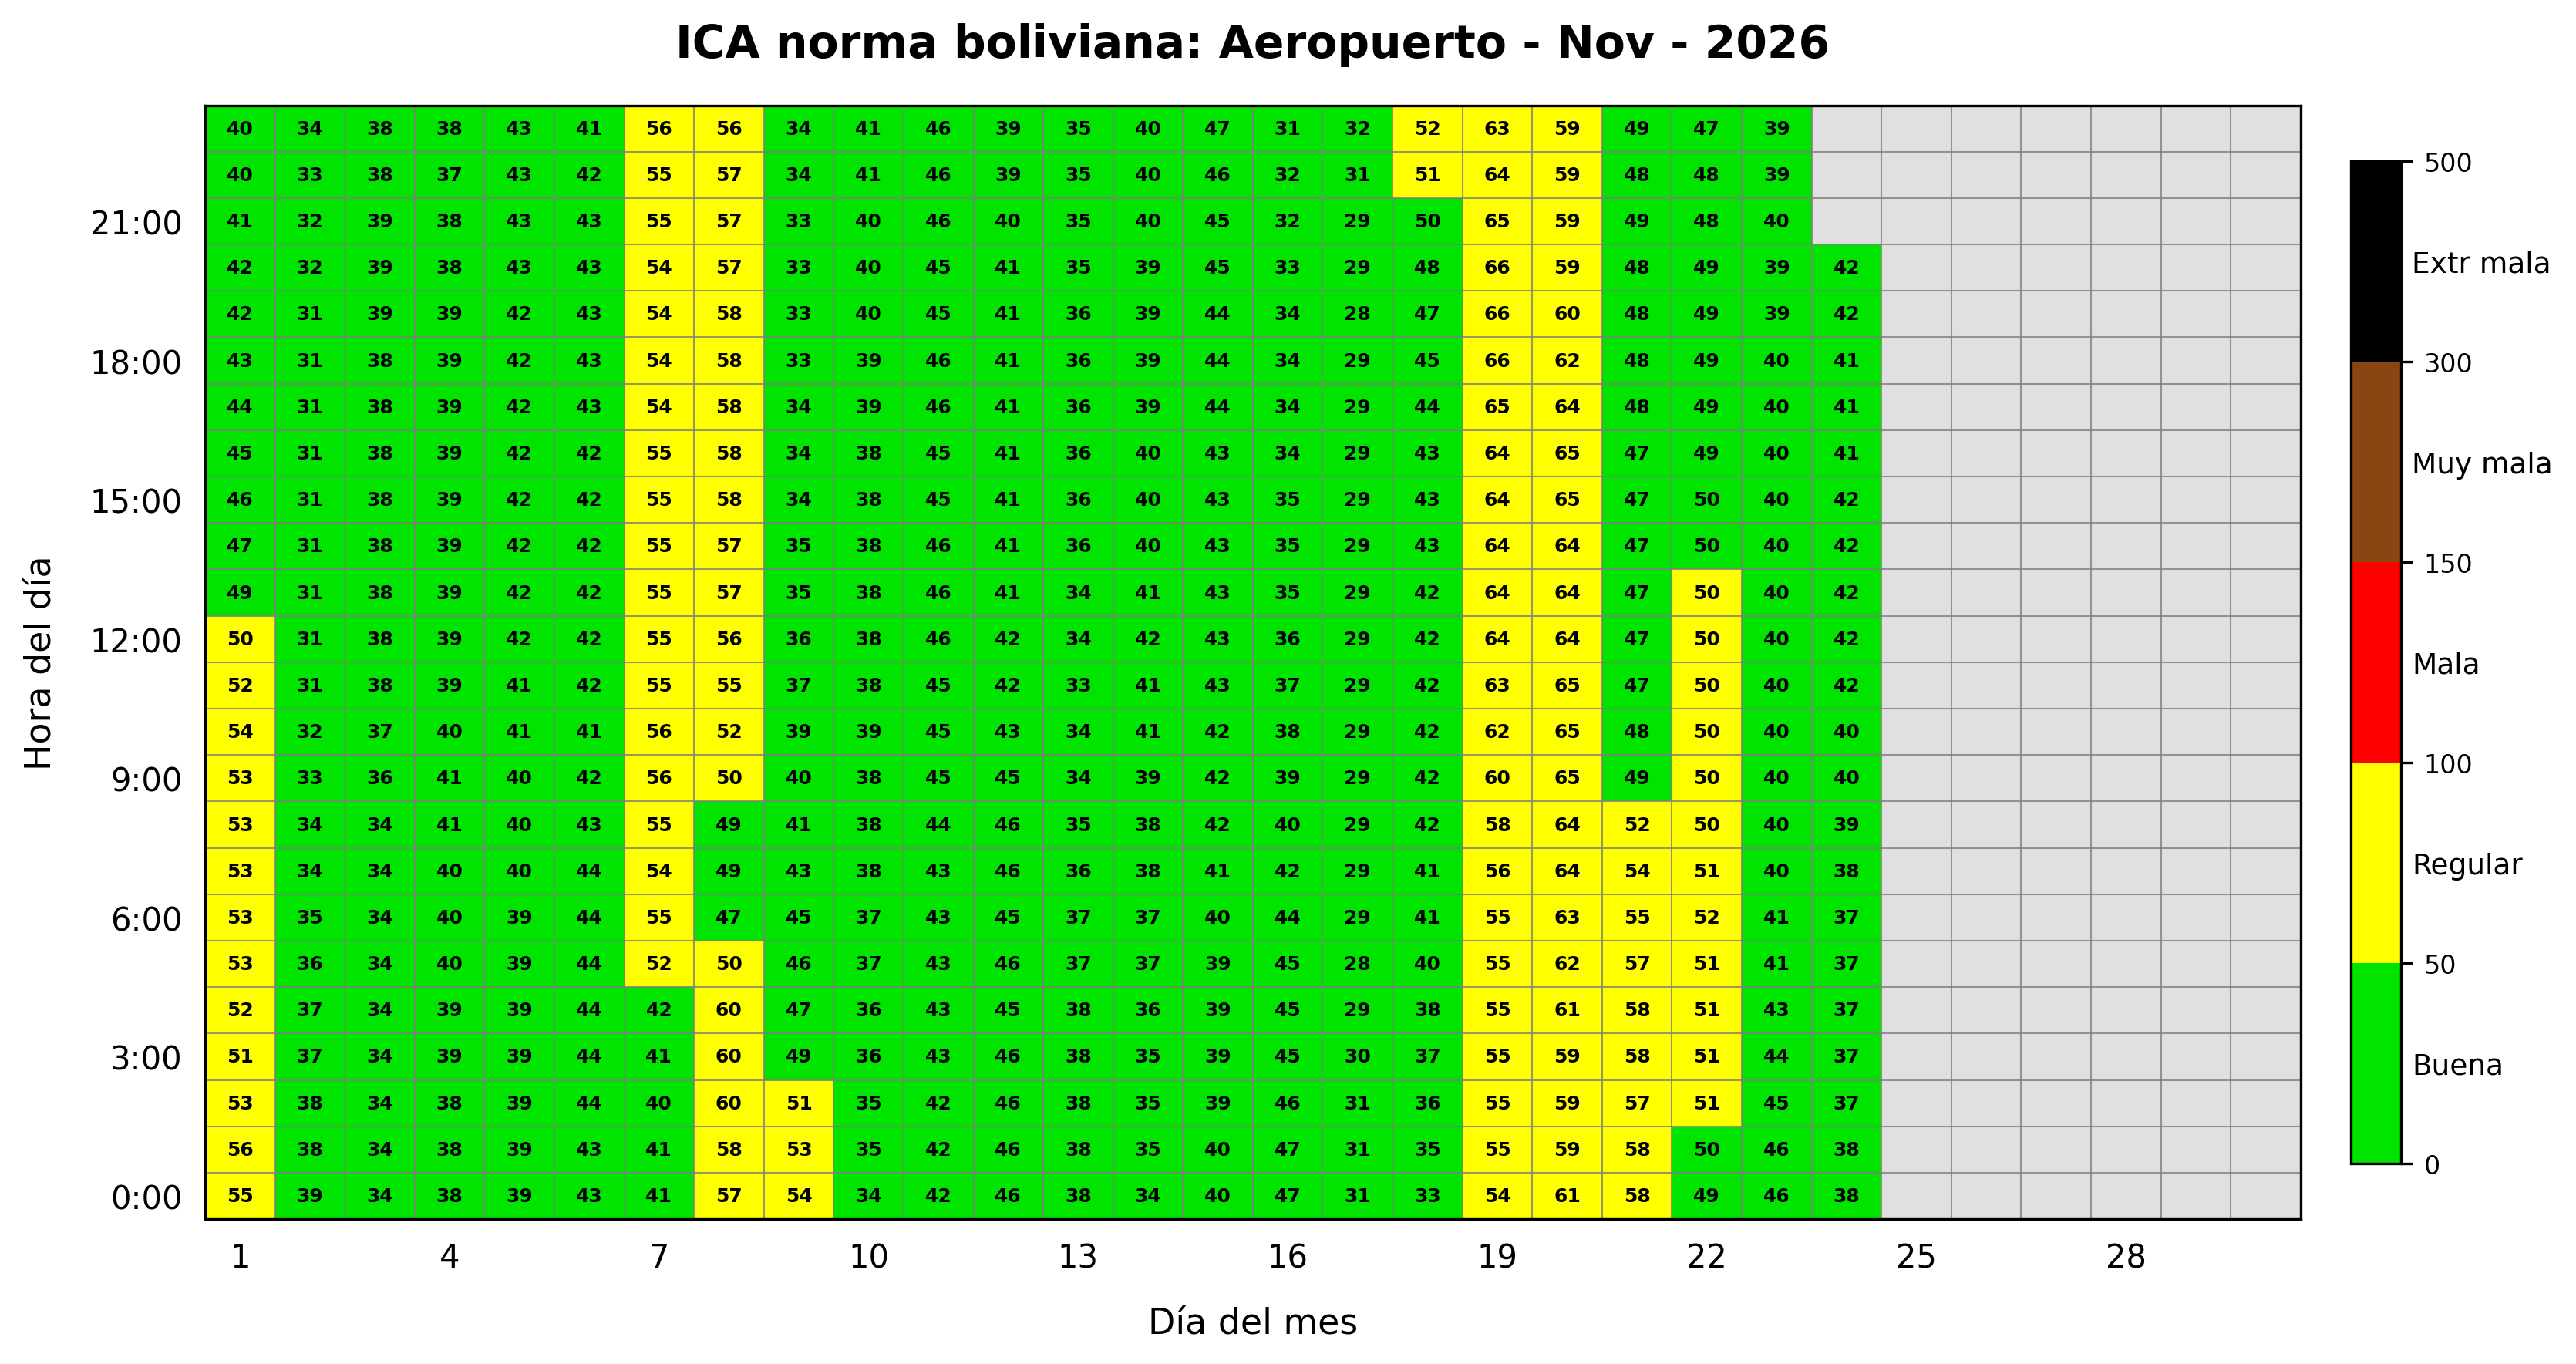 ICA norma boliviana: Aeropuerto - Nov - 2026
40 34 38 38 43 41 56 56 34 41 46 39 35 40 47 31 32 52 63 59 49 47 39
40 33 38 37 43 42 55 57 34 41 46 39 35 40 46 32 31 51 64 59 48 48 39
21:00 41 32 39 38 43 43 55 57 33 40 46 40 35 40 45 32 29 50 65 59 49 48 40
42 32 39 38 43 43 54 57 33 40 45 41 35 39 45 33 29 48 66 59 48 49 39 42
42 31 39 39 42 43 54 58 33 40 45 41 36 39 44 34 28 47 66 60 48 49 39 42
18:00 43 31 38 39 42 43 54 58 33 39 46 41 36 39 44 34 29 45 66 62 48 49 40 41
44 31 38 39 42 43 54 58 34 39 46 41 36 39 44 34 29 44 65 64 48 49 40 41
45 31 38 39 42 42 55 58 34 38 45 41 36 40 43 34 29 43 64 65 47 49 40 41
15:00 46 31 38 39 42 42 55 58 34 38 45 41 36 40 43 35 29 43 64 65 47 50 40 42
47 31 38 39 42 42 55 57 35 38 46 41 36 40 43 35 29 43 64 64 47 50 40 42
49 31 38 39 42 42 55 57 35 38 46 41 34 41 43 35 29 42 64 64 47 50 40 42
12:00 50 31 38 39 42 42 55 56 36 38 46 42 34 42 43 36 29 42 64 64 47 50 40 42
52 31 38 39 41 42 55 55 37 38 45 42 33 41 43 37 29 42 63 65 47 50 40 42
54 32 37 40 41 41 56 52 39 39 45 43 34 41 42 38 29 42 62 65 48 50 40 40
9:00 53 33 36 41 40 42 56 50 40 38 45 45 34 39 42 39 29 42 60 65 49 50 40 40
53 34 34 41 40 43 55 49 41 38 44 46 35 38 42 40 29 42 58 64 52 50 40 39
53 34 34 40 40 44 54 49 43 38 43 46 36 38 41 42 29 41 56 64 54 51 40 38
6:00 53 35 34 40 39 44 55 47 45 37 43 45 37 37 40 44 29 41 55 63 55 52 41 37
53 36 34 40 39 44 52 50 46 37 43 46 37 37 39 45 28 40 55 62 57 51 41 37
52 37 34 39 39 44 42 60 47 36 43 45 38 36 39 45 29 38 55 61 58 51 43 37
3:00 51 37 34 39 39 44 41 60 49 36 43 46 38 35 39 45 30 37 55 59 58 51 44 37
53 38 34 38 39 44 40 60 51 35 42 46 38 35 39 46 31 36 55 59 57 51 45 37
56 38 34 38 39 43 41 58 53 35 42 46 38 35 40 47 31 35 55 59 58 50 46 38
0:00 55 39 34 38 39 43 41 57 54 34 42 46 38 34 40 47 31 33 54 61 58 49 46 38
1 4 7 10 13 16 19 22 25 28
Día del mes
Hora del día
500
Extr mala
300
Muy mala
150
Mala
100
Regular
50
Buena
0